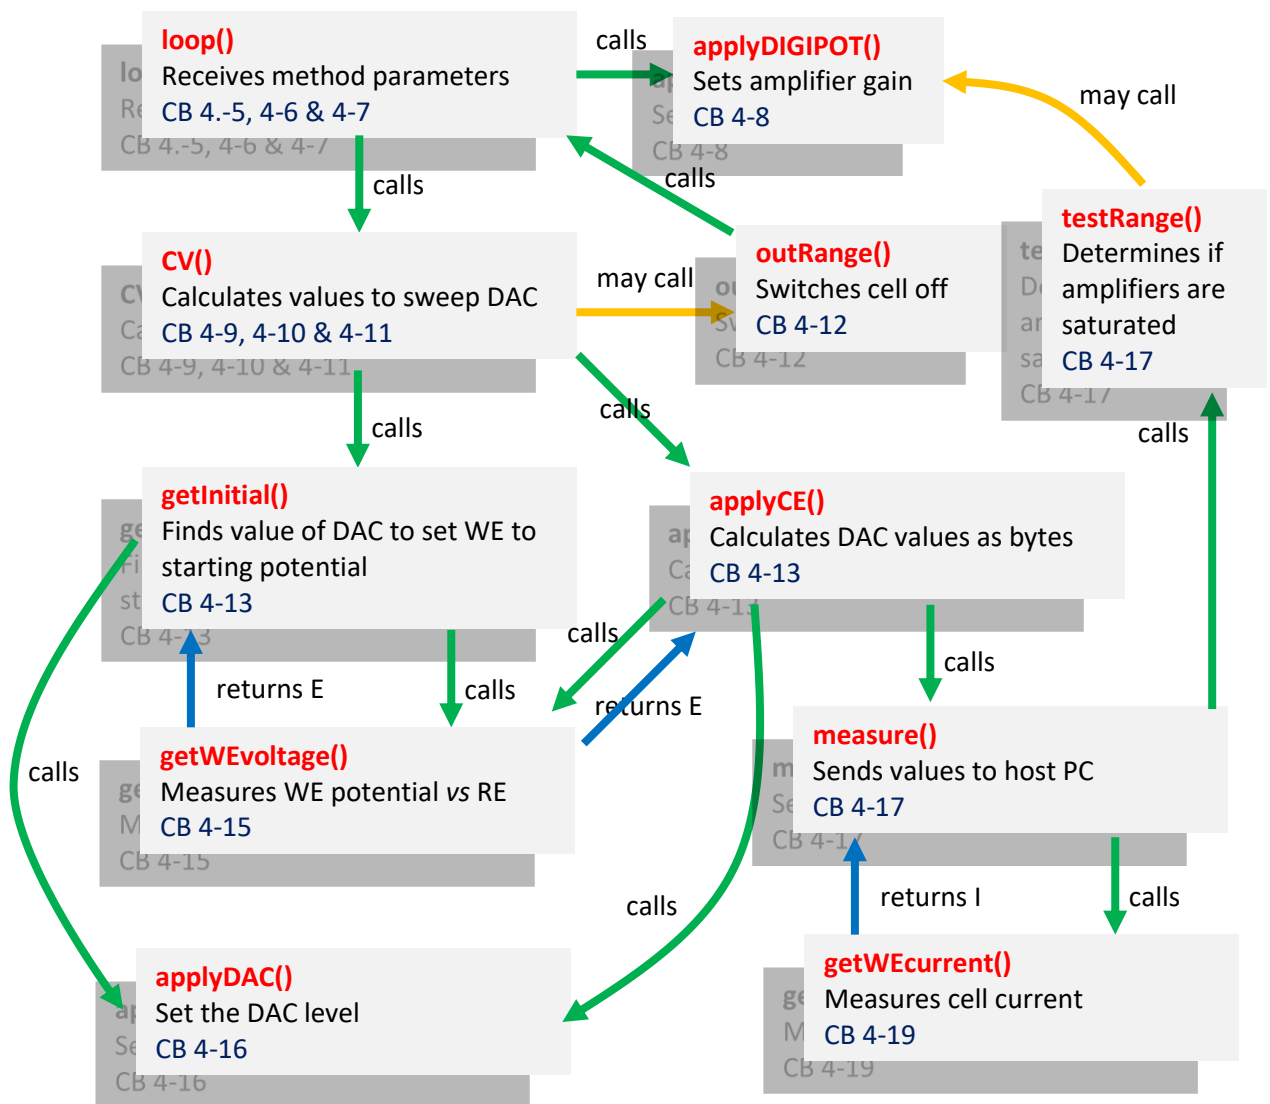 loop()
Receives method parameters
CB 4.-5, 4-6 & 4-7
calls
applyDIGIPOT()
Sets amplifier gain
CB 4-8
may call
calls
calls
testRange()
Determines if
amplifiers are
saturated
CB 4-17
CV()
Calculates values to sweep DAC
CB 4-9, 4-10 & 4-11
may call
outRange()
Switches cell off
CB 4-12
calls
calls
calls
getInitial()
Finds value of DAC to set WE to
starting potential
CB 4-13
applyCE()
Calculates DAC values as bytes
CB 4-13
returns E
calls
calls
returns E
calls
calls
getWEvoltage()
Measures WE potential vs RE
CB 4-15
measure()
Sends values to host PC
CB 4-17
calls
returns I
calls
applyDAC()
Set the DAC level
CB 4-16
getWEcurrent()
Measures cell current
CB 4-19